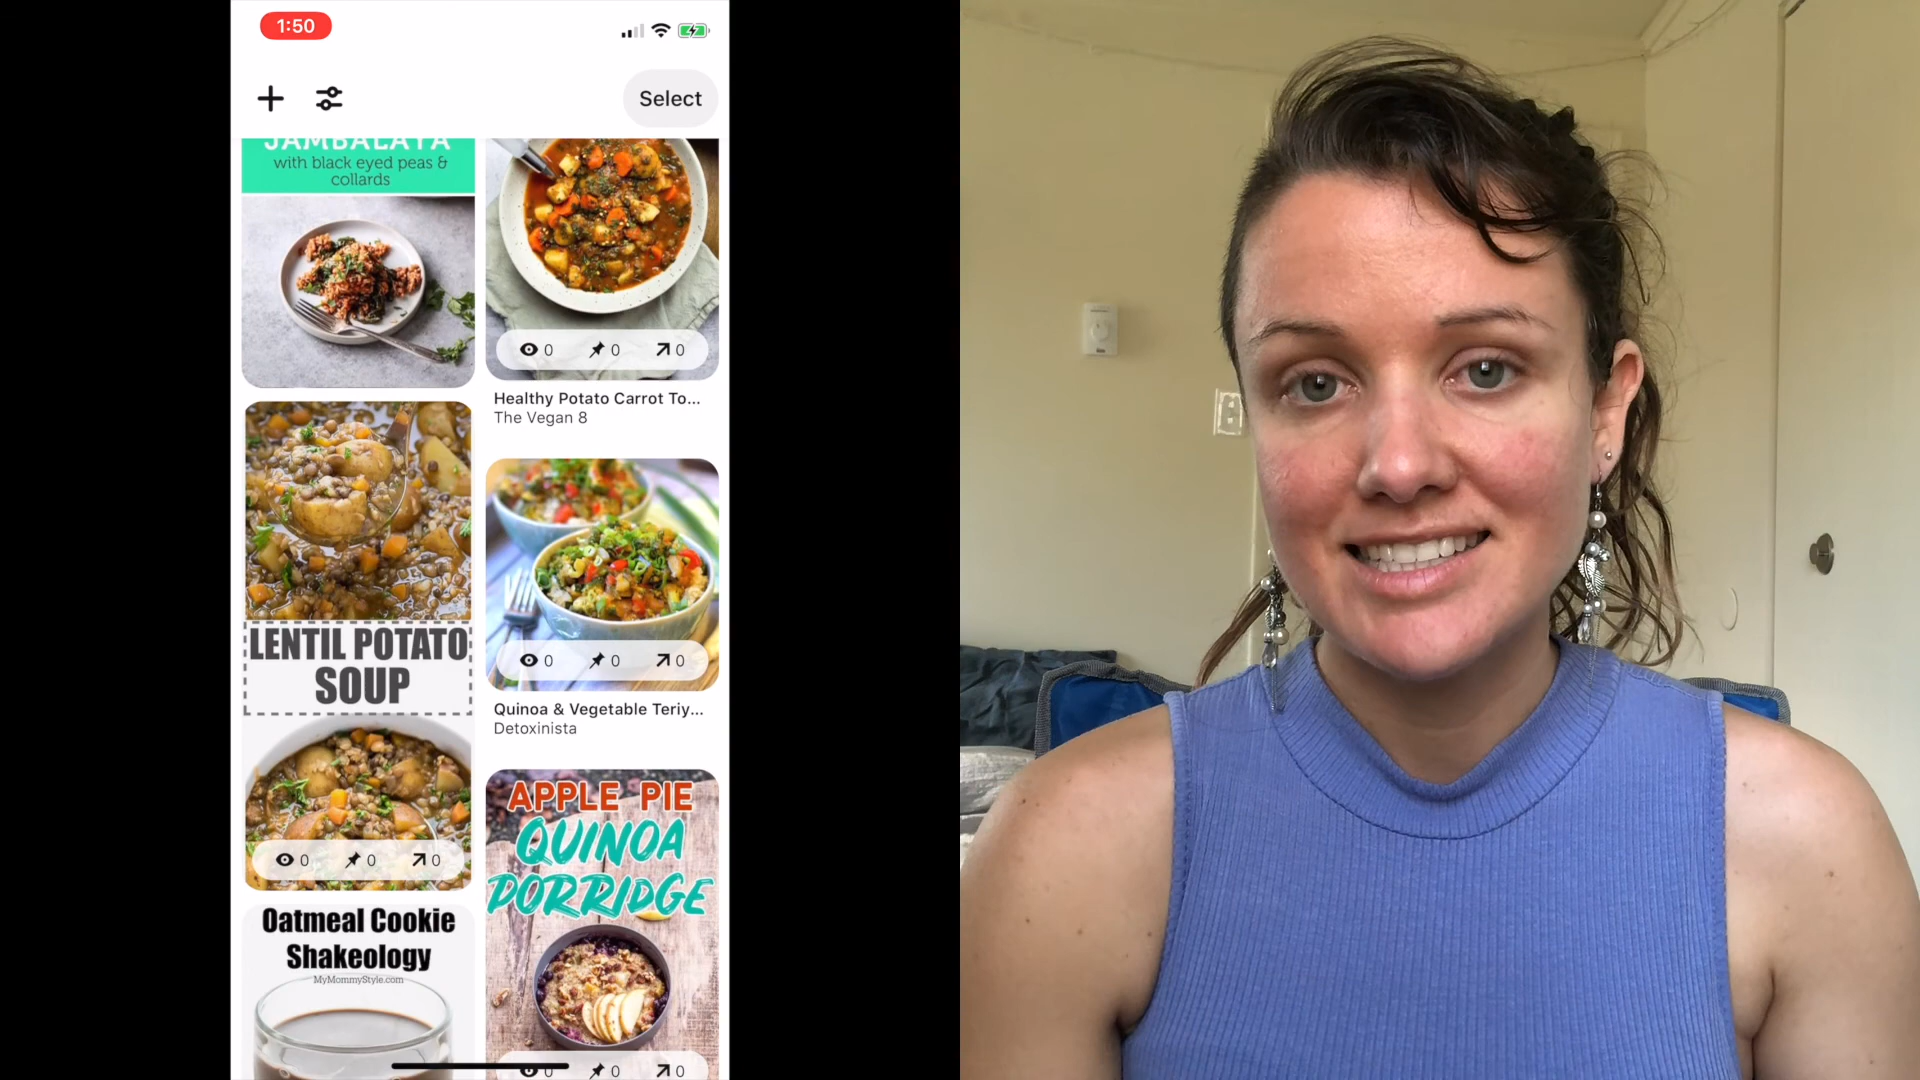 1:50
Select
JAMBALAYA
with black eyed peas &
collards
0 0 0
Healthy Potato Carrot To...
The Vegan 8
LENTIL POTATO
SOUP
0 0 0
Quinoa & Vegetable Teriy...
Detoxinista
0 0 0
APPLE PIE
QUINOA
PORRIDGE
Oatmeal Cookie
Shakeology
MyMommyStyle.com
0 0 0